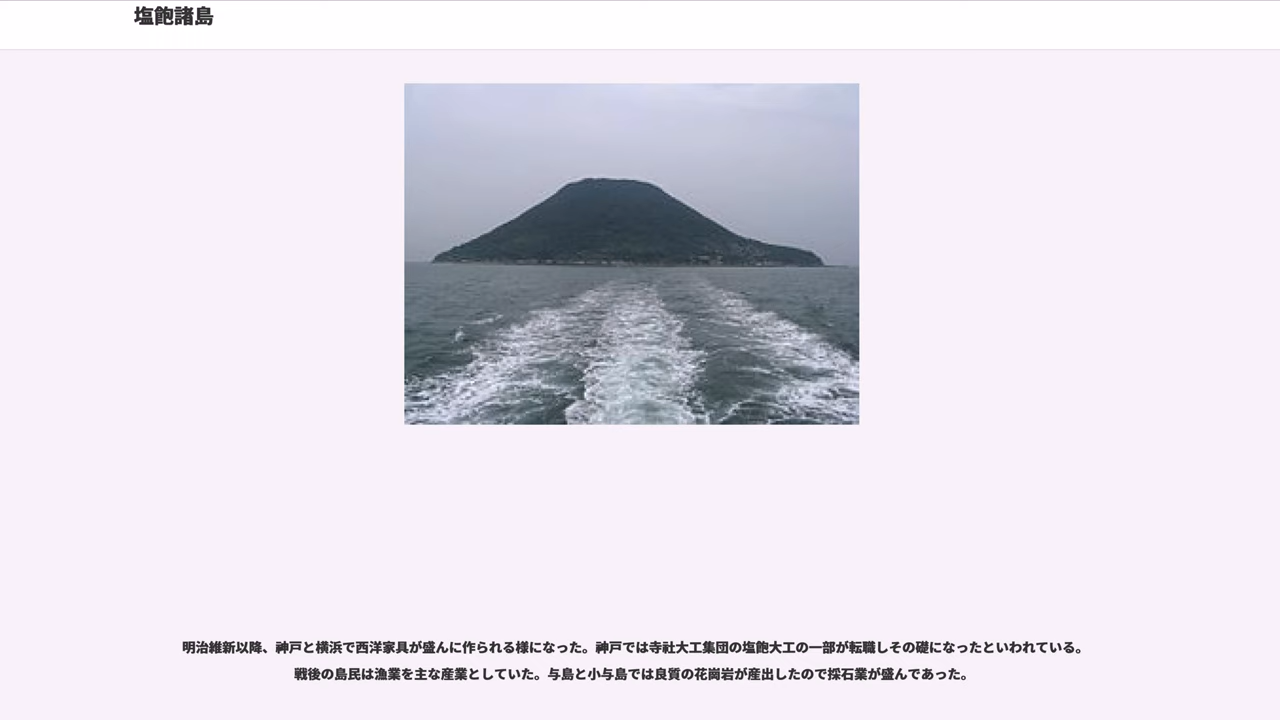 塩飽諸島
明治維新以降、神戸と横浜で西洋家具が盛んに作られる様になった。神戸では寺社大工集団の塩飽大工の一部が転職しその礎になったといわれている。
戦後の島民は漁業を主な産業としていた。与島と小与島では良質の花崗岩が産出したので採石業が盛んであった。